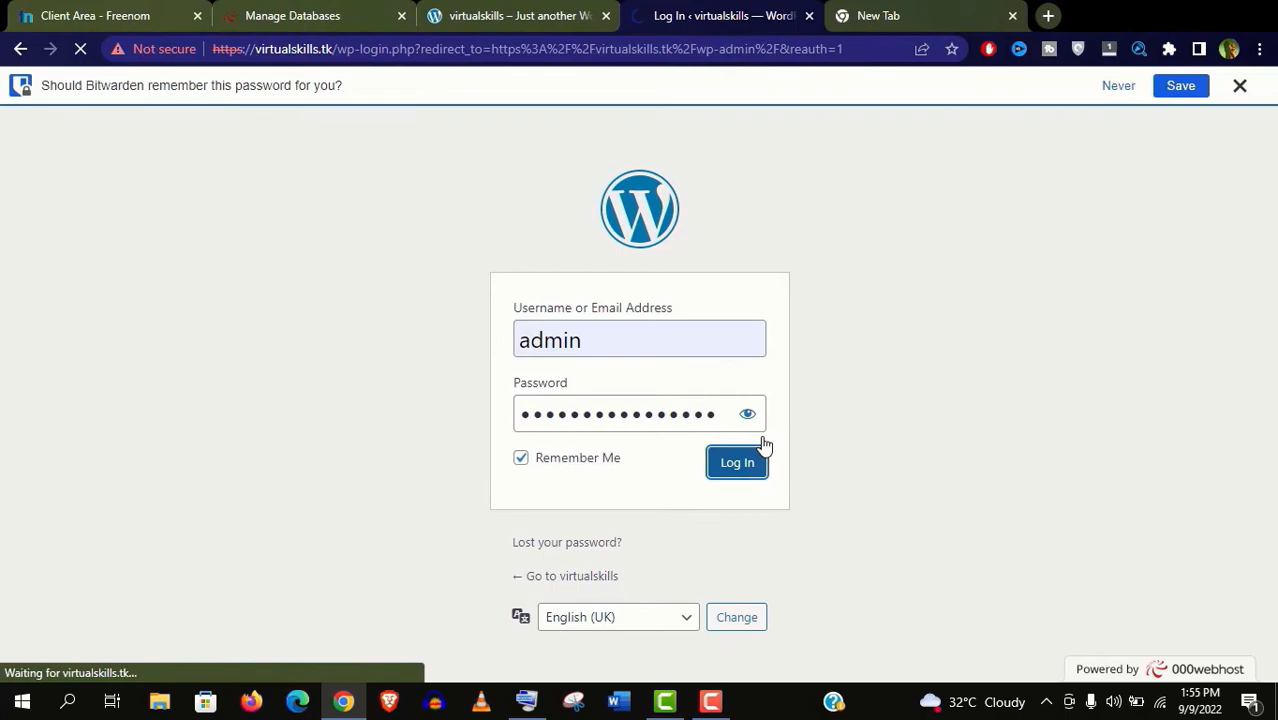 Client Area - Freenom
Manage Databases
virtualskills – Just another W
Log In ‹ virtualskills — WordP
New Tab
Not secure
https://virtualskills.tk/wp-login.php?redirect_to=https%3A%2F%2Fvirtualskills.tk%2Fwp-admin%2F&reauth=1
Should Bitwarden remember this password for you?
Never
Save
Username or Email Address
admin
Password
Remember Me
Log In
Lost your password?
← Go to virtualskills
English (UK)
Change
Waiting for virtualskills.tk...
Powered by 000webhost
32°C Cloudy
1:55 PM
9/9/2022